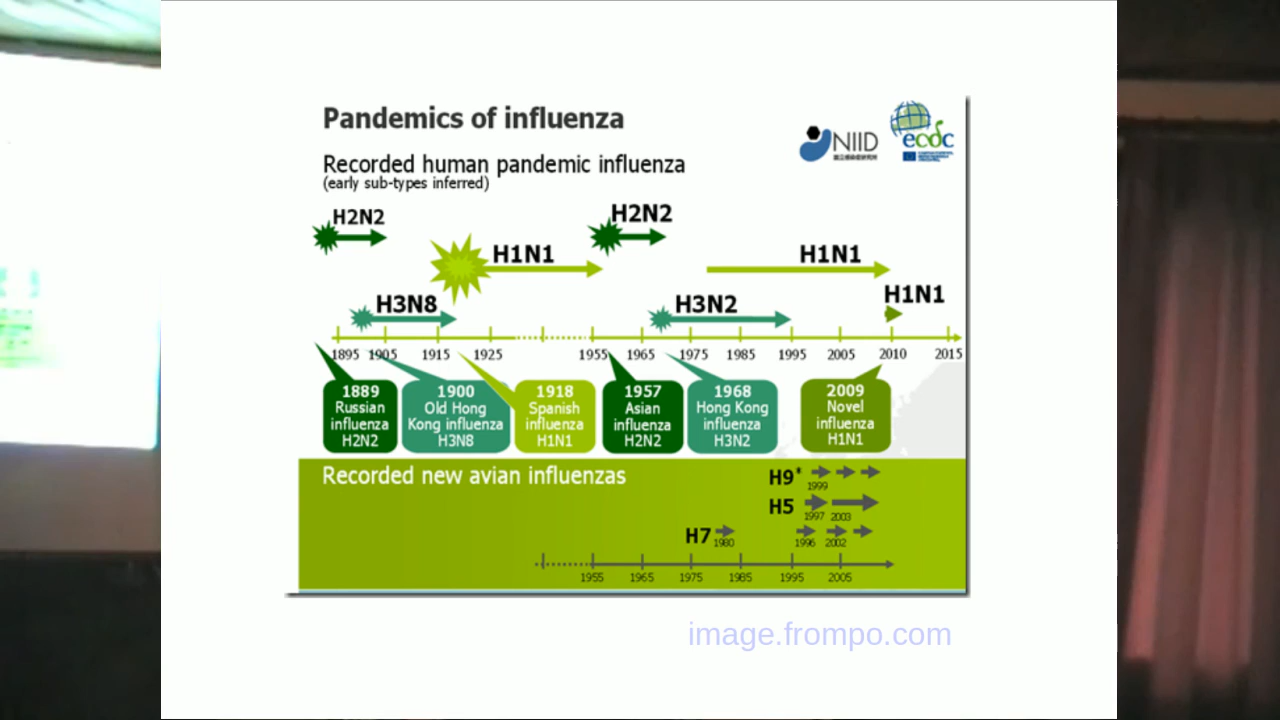 Pandemics of influenza
NIID
ecdc
Recorded human pandemic influenza
(early sub-types inferred)
H2N2
H2N2
H1N1
H1N1
H3N8
H3N2
H1N1
1895 1905 1915 1925 1955 1965 1975 1985 1995 2005 2010 2015
1889
Russian
influenza
H2N2
1900
Old Hong
Kong influenza
H3N8
1918
Spanish
influenza
H1N1
1957
Asian
influenza
H2N2
1968
Hong Kong
influenza
H3N2
2009
Novel
influenza
H1N1
Recorded new avian influenzas
H9*
1999
H5
1997 2003
H7
1980 1996 2002
1955 1965 1975 1985 1995 2005
image.frompo.com